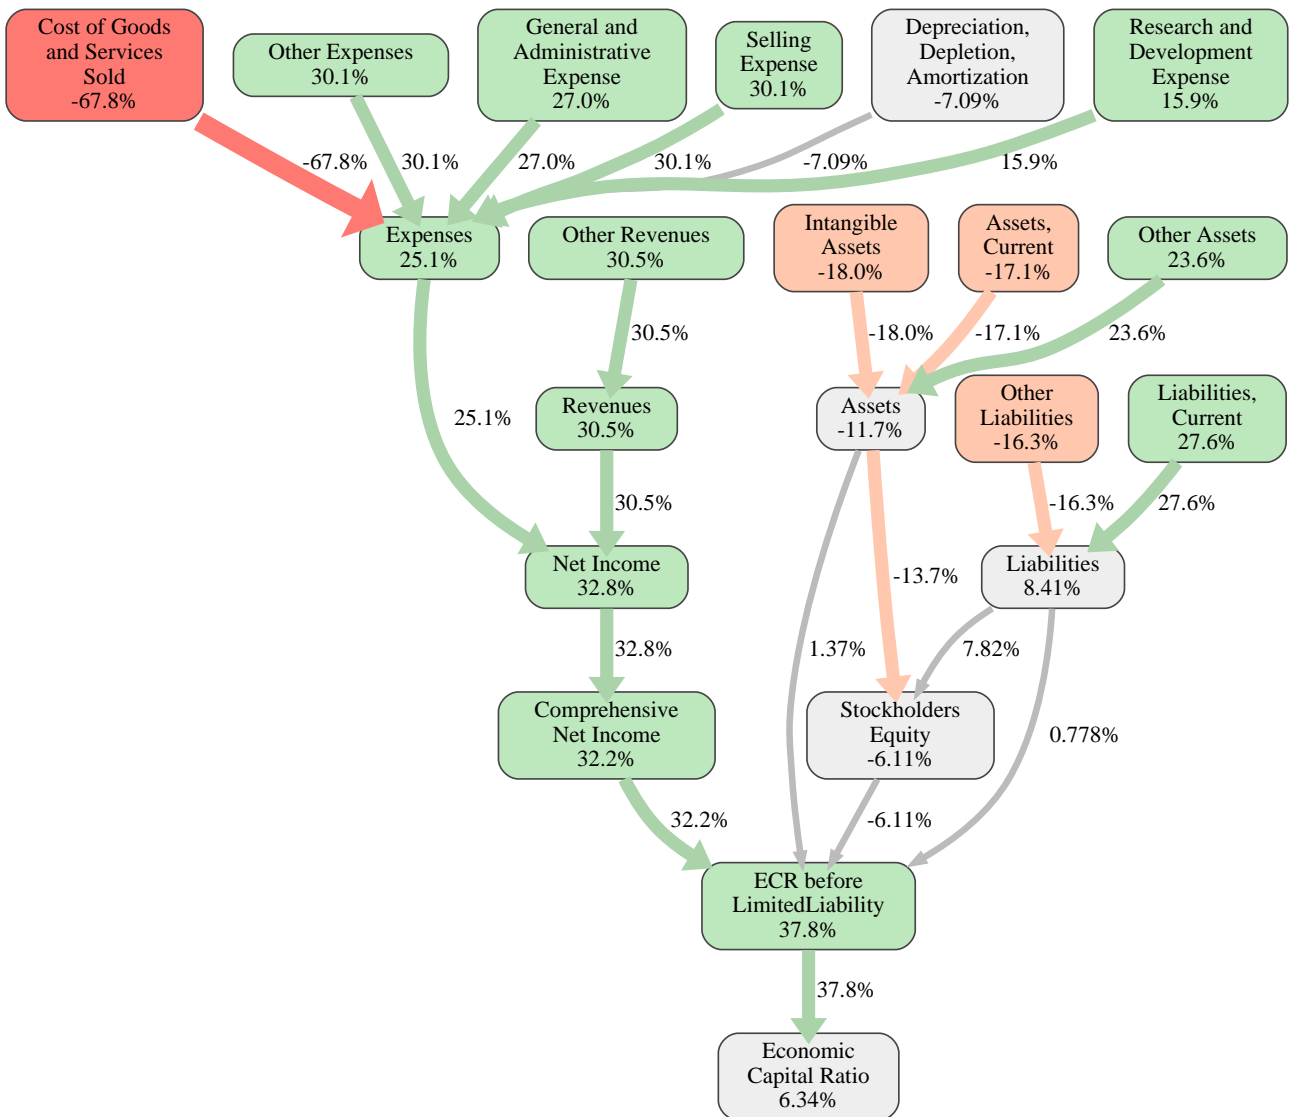 Cost of Goods
and Services
Sold
-67.8%
Other Expenses
30.1%
General and
Administrative
Expense
27.0%
Selling
Expense
30.1%
Depreciation,
Depletion,
Amortization
-7.09%
Research and
Development
Expense
15.9%
-67.8%
30.1%
27.0%
30.1%
-7.09%
15.9%
Expenses
25.1%
Other Revenues
30.5%
Intangible
Assets
-18.0%
Assets,
Current
-17.1%
Other Assets
23.6%
30.5%
-18.0%
-17.1%
23.6%
25.1%
Revenues
30.5%
Assets
-11.7%
Other
Liabilities
-16.3%
Liabilities,
Current
27.6%
30.5%
-16.3%
27.6%
Net Income
32.8%
-13.7%
Liabilities
8.41%
32.8%
1.37%
7.82%
Comprehensive
Net Income
32.2%
Stockholders
Equity
-6.11%
0.778%
32.2%
-6.11%
ECR before
LimitedLiability
37.8%
37.8%
Economic
Capital Ratio
6.34%